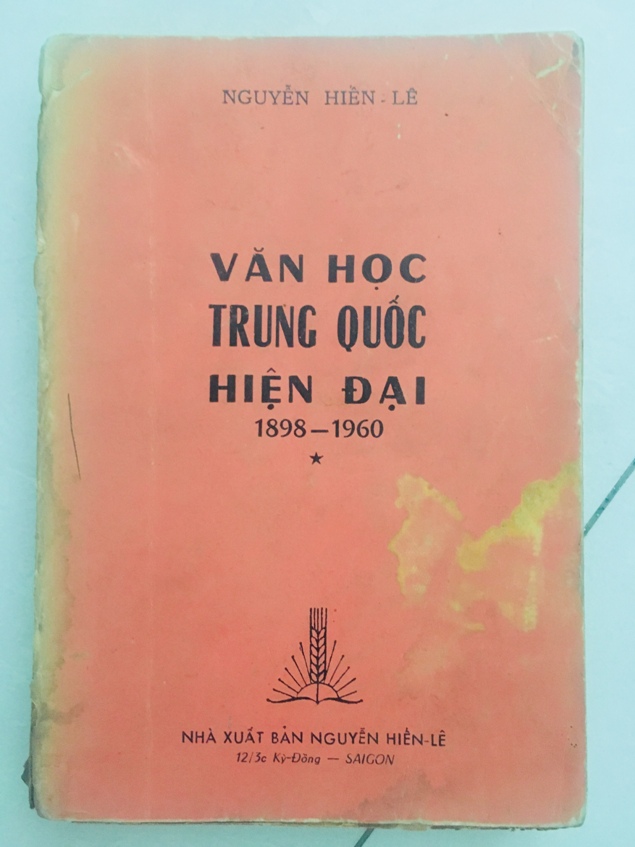 NGUYỄN HIẾN-LÊ
VĂN HỌC
TRUNG QUỐC
HIỆN ĐẠI
1898—1960
★
NHÀ XUẤT BẢN NGUYỄN HIẾN-LÊ
12/3c Kỳ-Đồng — SAIGON